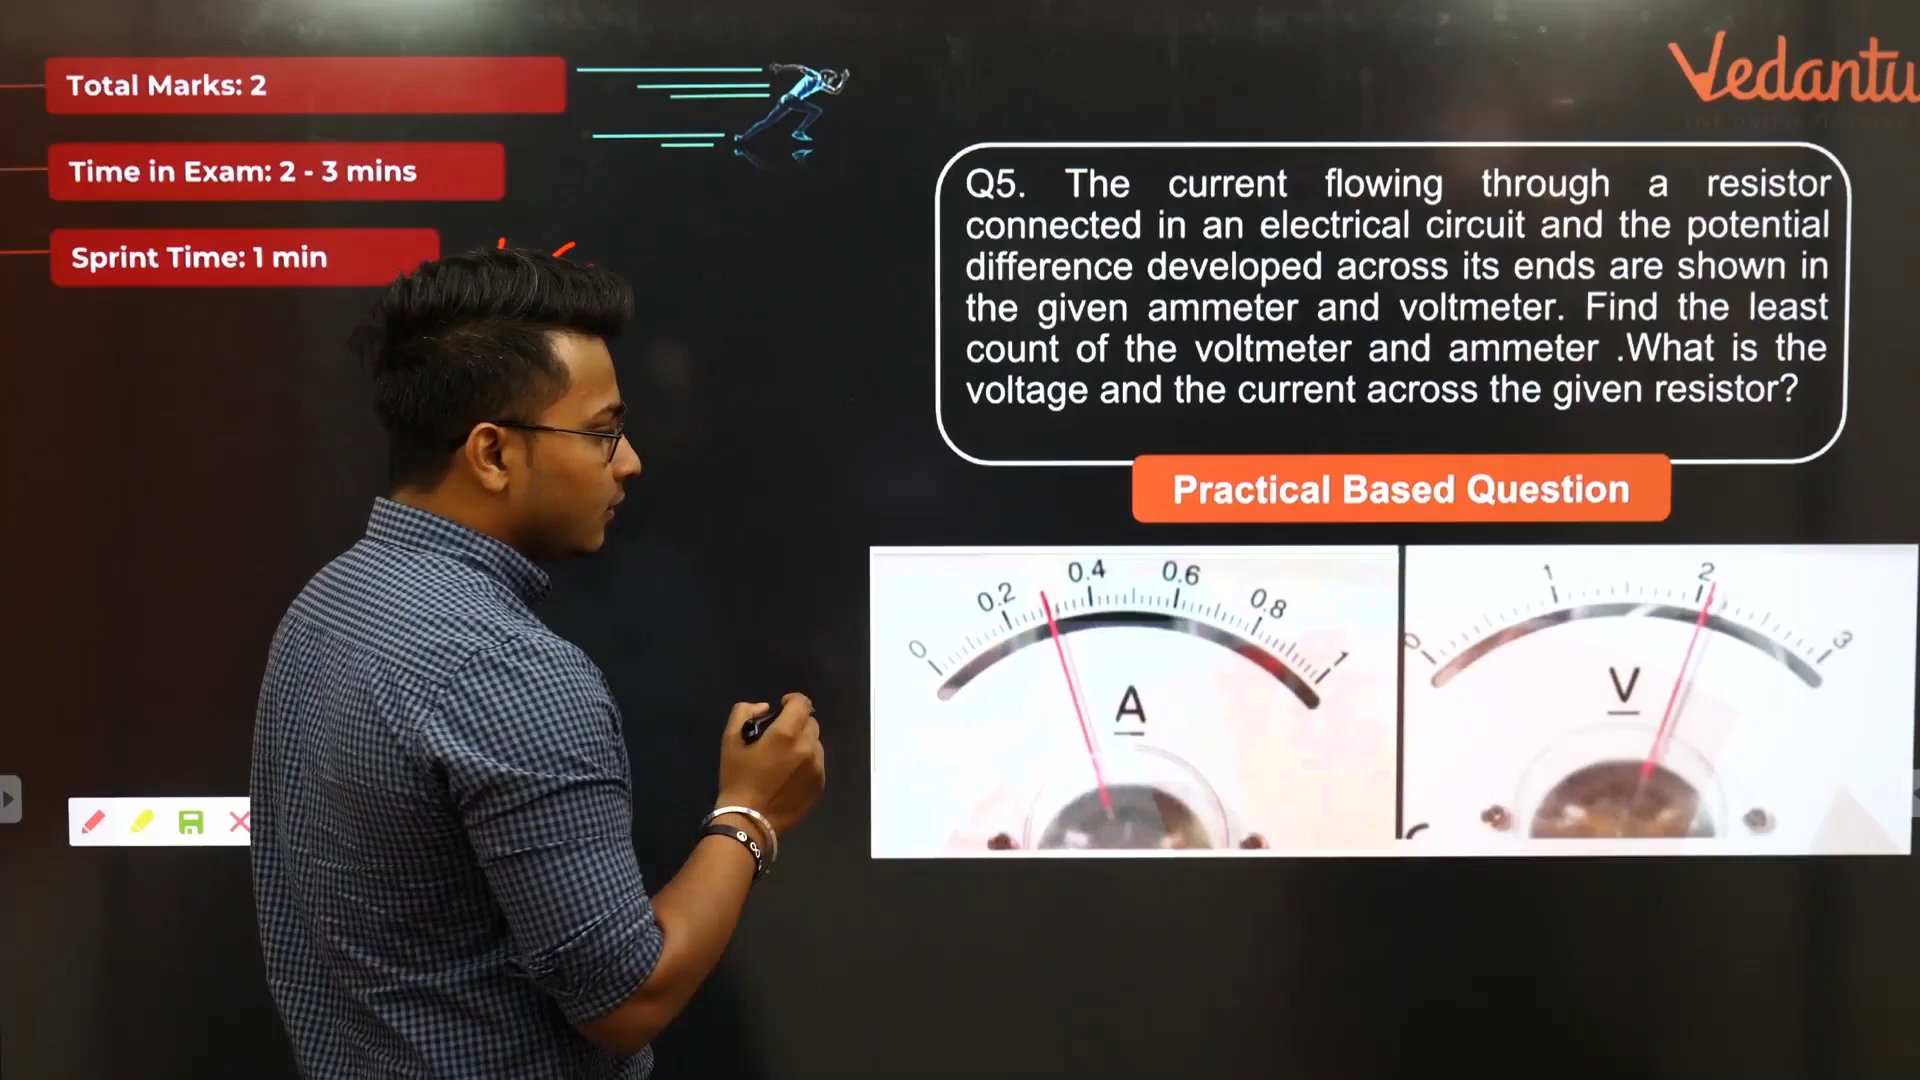 Total Marks: 2
Time in Exam: 2 - 3 mins
Sprint Time: 1 min
Vedantu
Q5. The current flowing through a resistor
connected in an electrical circuit and the potential
difference developed across its ends are shown in
the given ammeter and voltmeter. Find the least
count of the voltmeter and ammeter .What is the
voltage and the current across the given resistor?
Practical Based Question
0 0.2 0.4 0.6 0.8 1
A
0 1 2 3
V